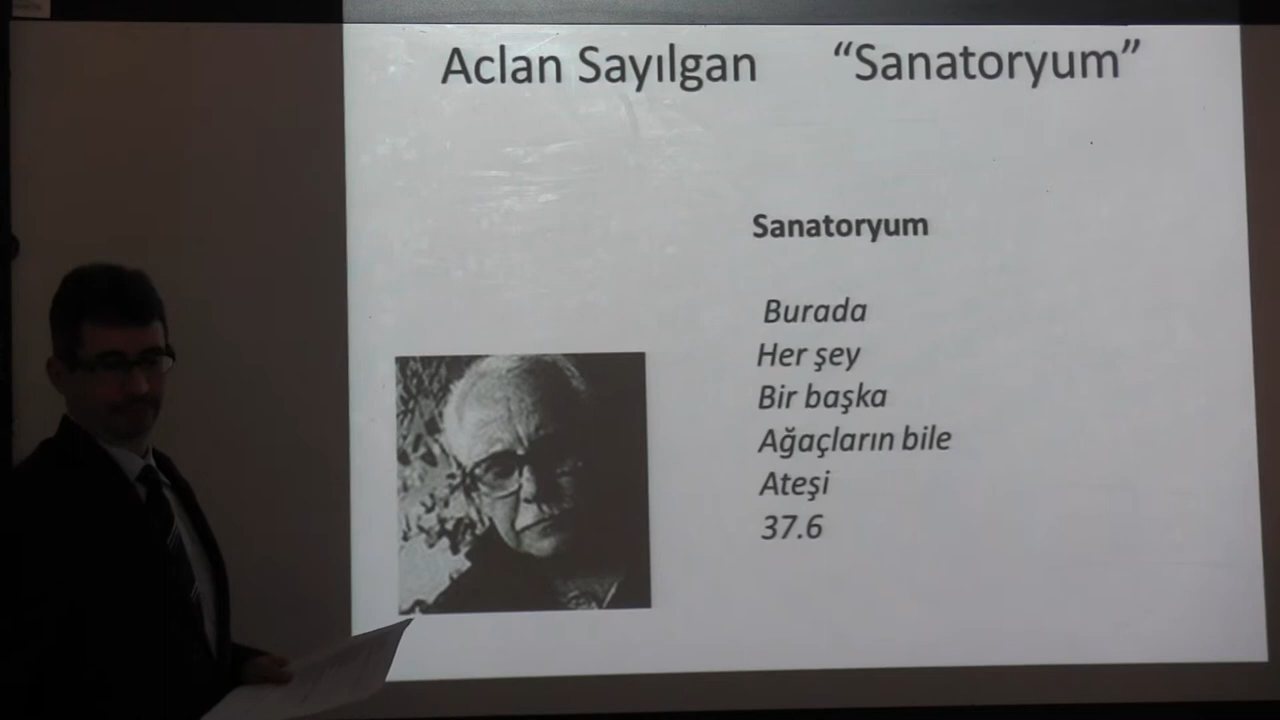 Aclan Sayılgan “Sanatoryum”
Sanatoryum
Burada
Her şey
Bir başka
Ağaçların bile
Ateşi
37.6